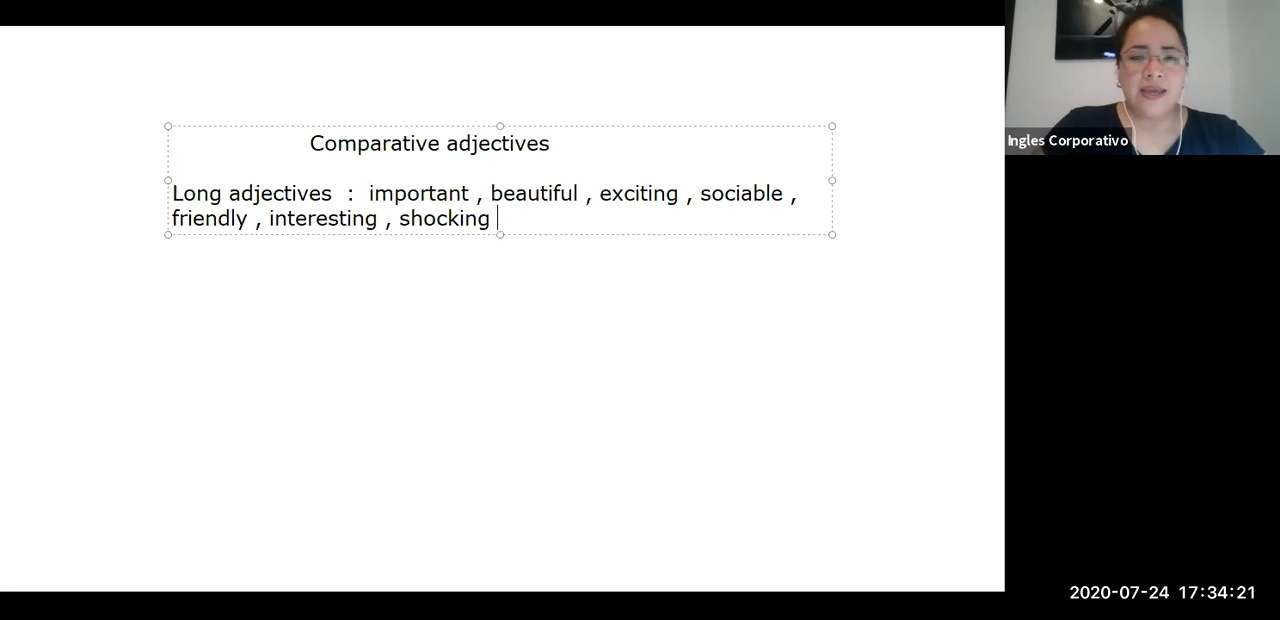 Comparative adjectives
Long adjectives : important , beautiful , exciting , sociable ,
friendly , interesting , shocking
Ingles Corporativo
2020-07-24 17:34:21